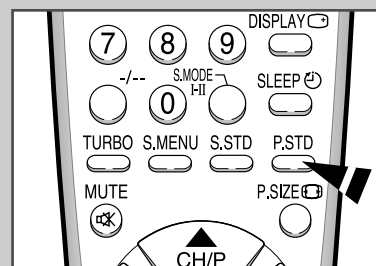 DISPLAY
7 8 9
-/-- S.MODE SLEEP
I-II
0
TURBO S.MENU S.STD P.STD
MUTE P.SIZE
CH/P